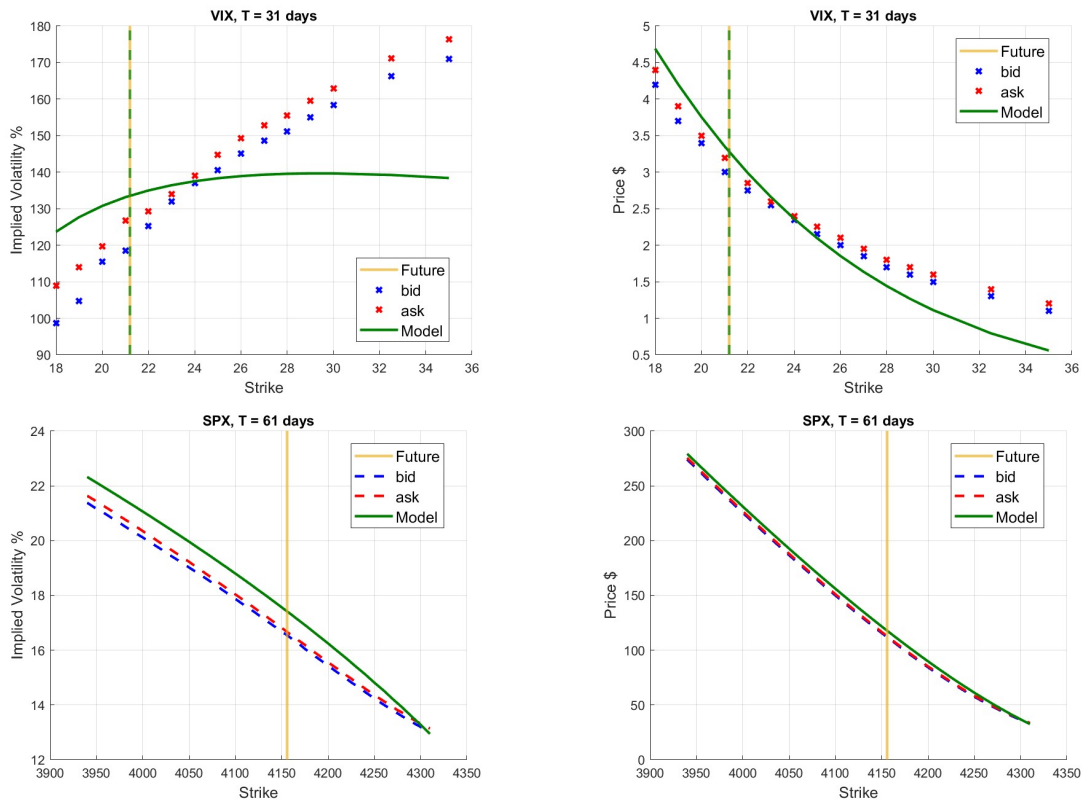 VIX, T = 31 days
Implied Volatility %
180
170
160
150
140
130
120
110
100
90
18 20 22 24 26 28 30 32 34 36
Strike
Future
bid
ask
Model
VIX, T = 31 days
Price $
5
4.5
4
3.5
3
2.5
2
1.5
1
0.5
18 20 22 24 26 28 30 32 34 36
Strike
Future
bid
ask
Model
SPX, T = 61 days
Implied Volatility %
24
22
20
18
16
14
12
3900 3950 4000 4050 4100 4150 4200 4250 4300 4350
Strike
Future
bid
ask
Model
SPX, T = 61 days
Price $
300
250
200
150
100
50
0
3900 3950 4000 4050 4100 4150 4200 4250 4300 4350
Strike
Future
bid
ask
Model